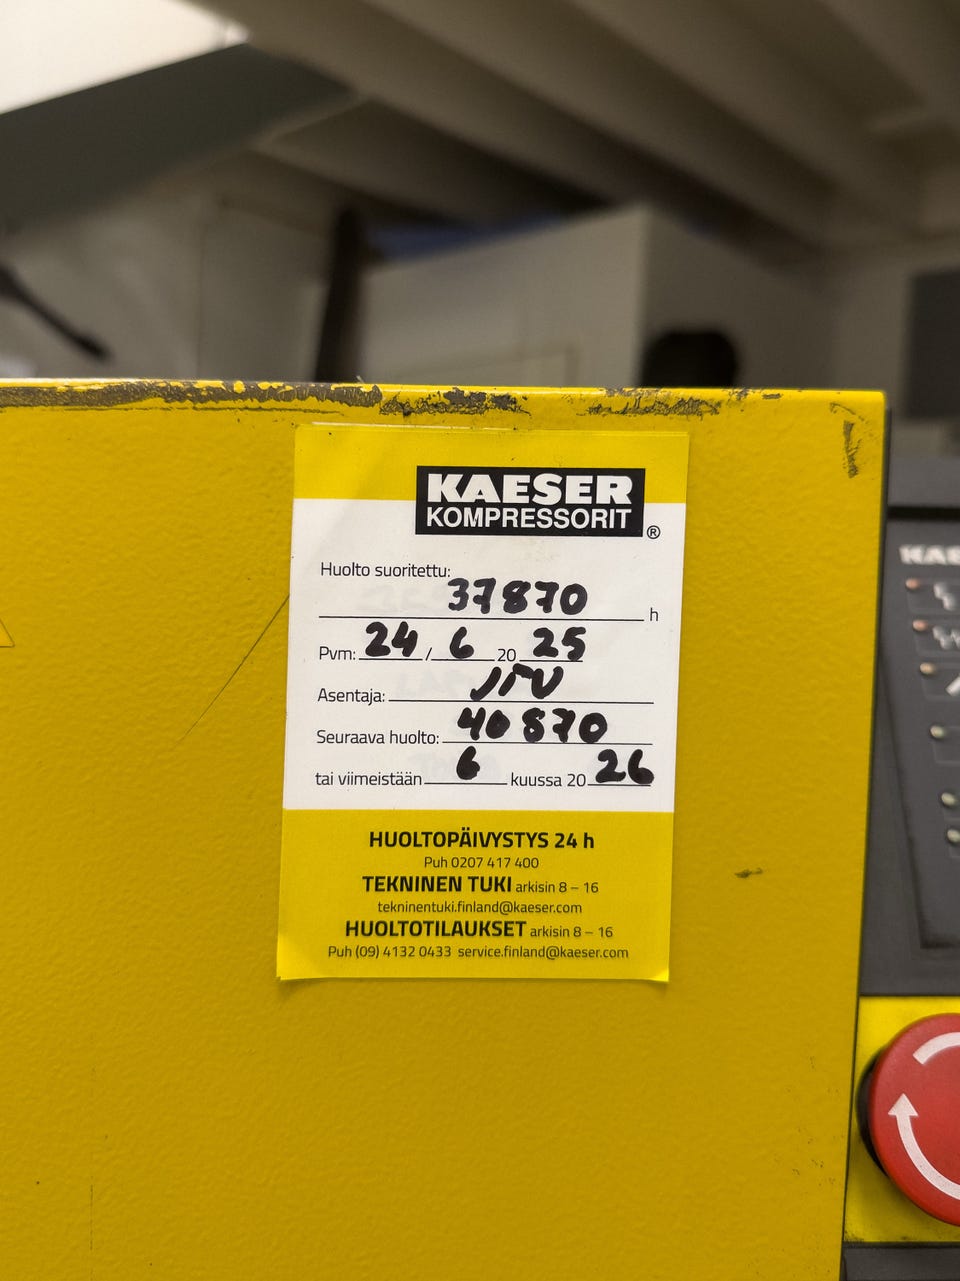 KAESER
KOMPRESSORIT
®
Huolto suoritettu:
37870 h
Pvm: 24 / 6 20 25
Asentaja: JTV
Seuraava huolto: 40870
tai viimeistään 6 kuussa 20 26
HUOLTOPÄIVYSTYS 24 h
Puh 0207 417 400
TEKNINEN TUKI arkisin 8 – 16
tekninentuki.finland@kaeser.com
HUOLTOTILAUKSET arkisin 8 – 16
Puh (09) 4132 0433 service.finland@kaeser.com
KAE